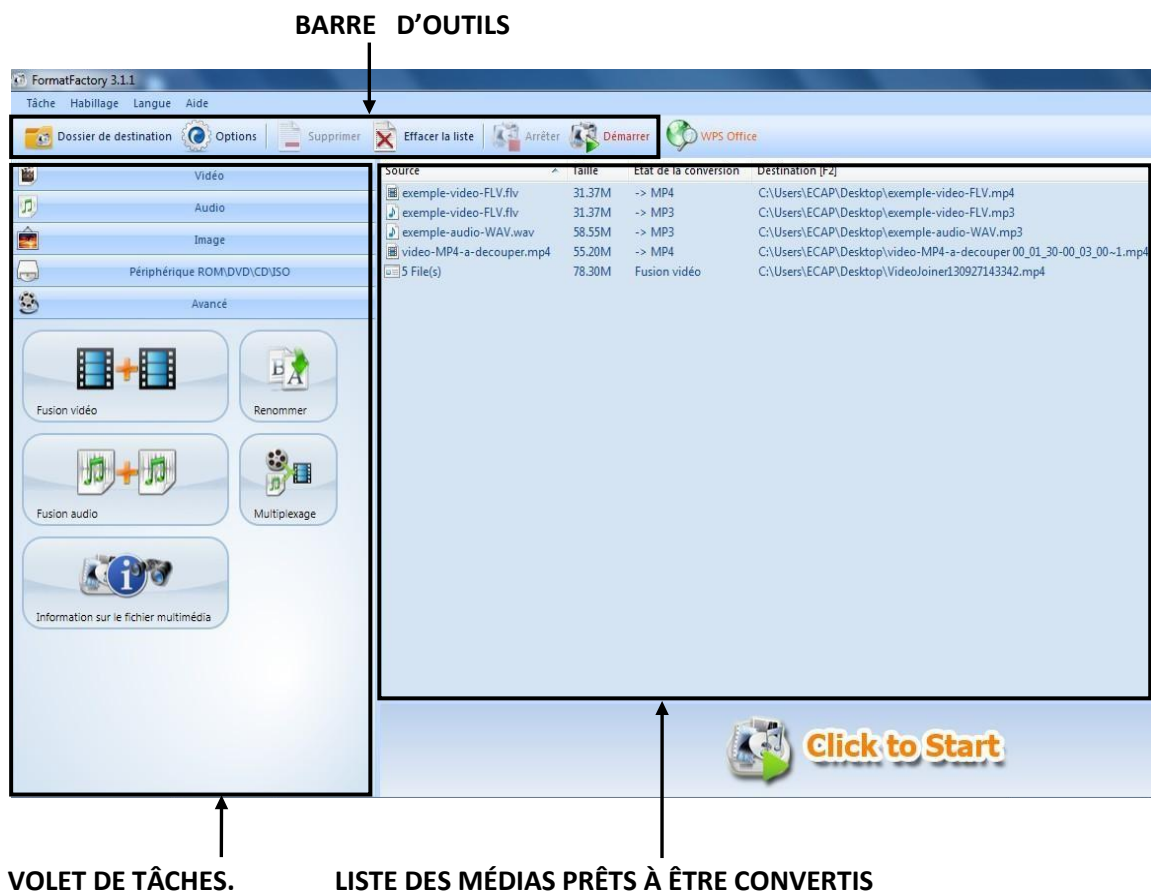 BARRE D’OUTILS
FormatFactory 3.1.1
Tâche Habillage Langue Aide
Dossier de destination Options Supprimer Effacer la liste Arrêter Démarrer WPS Office
Vidéo
Audio
Image
Périphérique ROM\DVD\CD\ISO
Avancé
Fusion vidéo
Renommer
Fusion audio
Multiplexage
Information sur le fichier multimédia
Source Taille Etat de la conversion Destination [F2]
exemple-video-FLV.flv 31.37M -> MP4 C:\Users\ECAP\Desktop\exemple-video-FLV.mp4
exemple-video-FLV.flv 31.37M -> MP3 C:\Users\ECAP\Desktop\exemple-video-FLV.mp3
exemple-audio-WAV.wav 58.55M -> MP3 C:\Users\ECAP\Desktop\exemple-audio-WAV.mp3
video-MP4-a-decouper.mp4 55.20M -> MP4 C:\Users\ECAP\Desktop\video-MP4-a-decouper 00_01_30-00_03_00~1.mp4
5 File(s) 78.30M Fusion vidéo C:\Users\ECAP\Desktop\VideoJoiner130927143342.mp4
Click to Start
VOLET DE TÂCHES. LISTE DES MÉDIAS PRÊTS À ÊTRE CONVERTIS